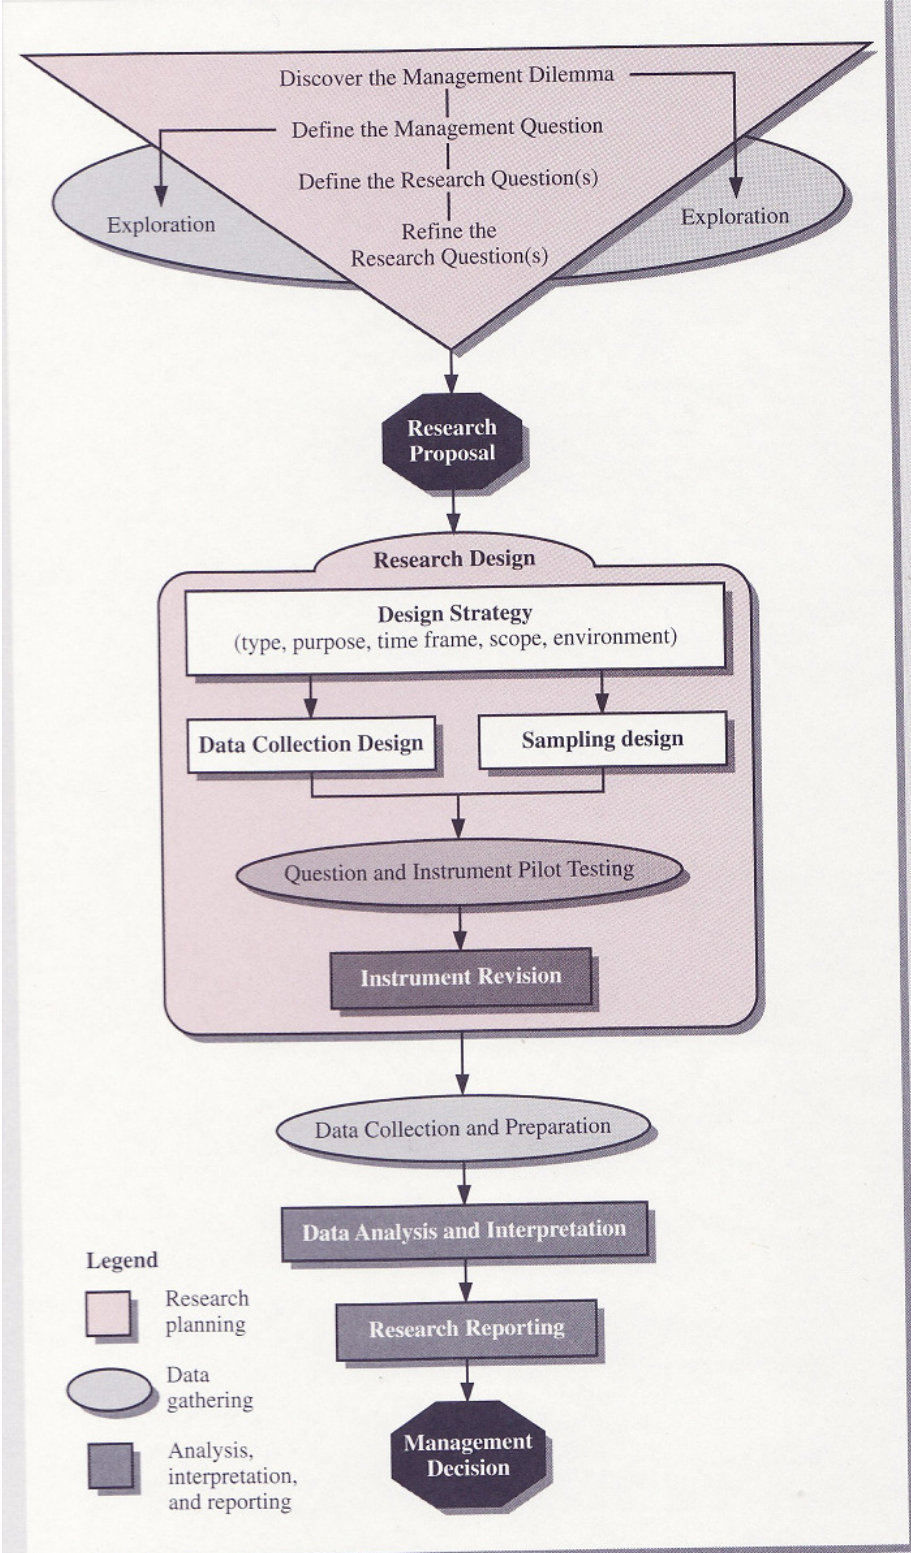 Discover the Management Dilemma
Define the Management Question
Define the Research Question(s)
Exploration
Exploration
Refine the
Research Question(s)
Research
Proposal
Research Design
Design Strategy
(type, purpose, time frame, scope, environment)
Data Collection Design
Sampling design
Question and Instrument Pilot Testing
Instrument Revision
Data Collection and Preparation
Data Analysis and Interpretation
Research Reporting
Management
Decision
Legend
Research
planning
Data
gathering
Analysis,
interpretation,
and reporting